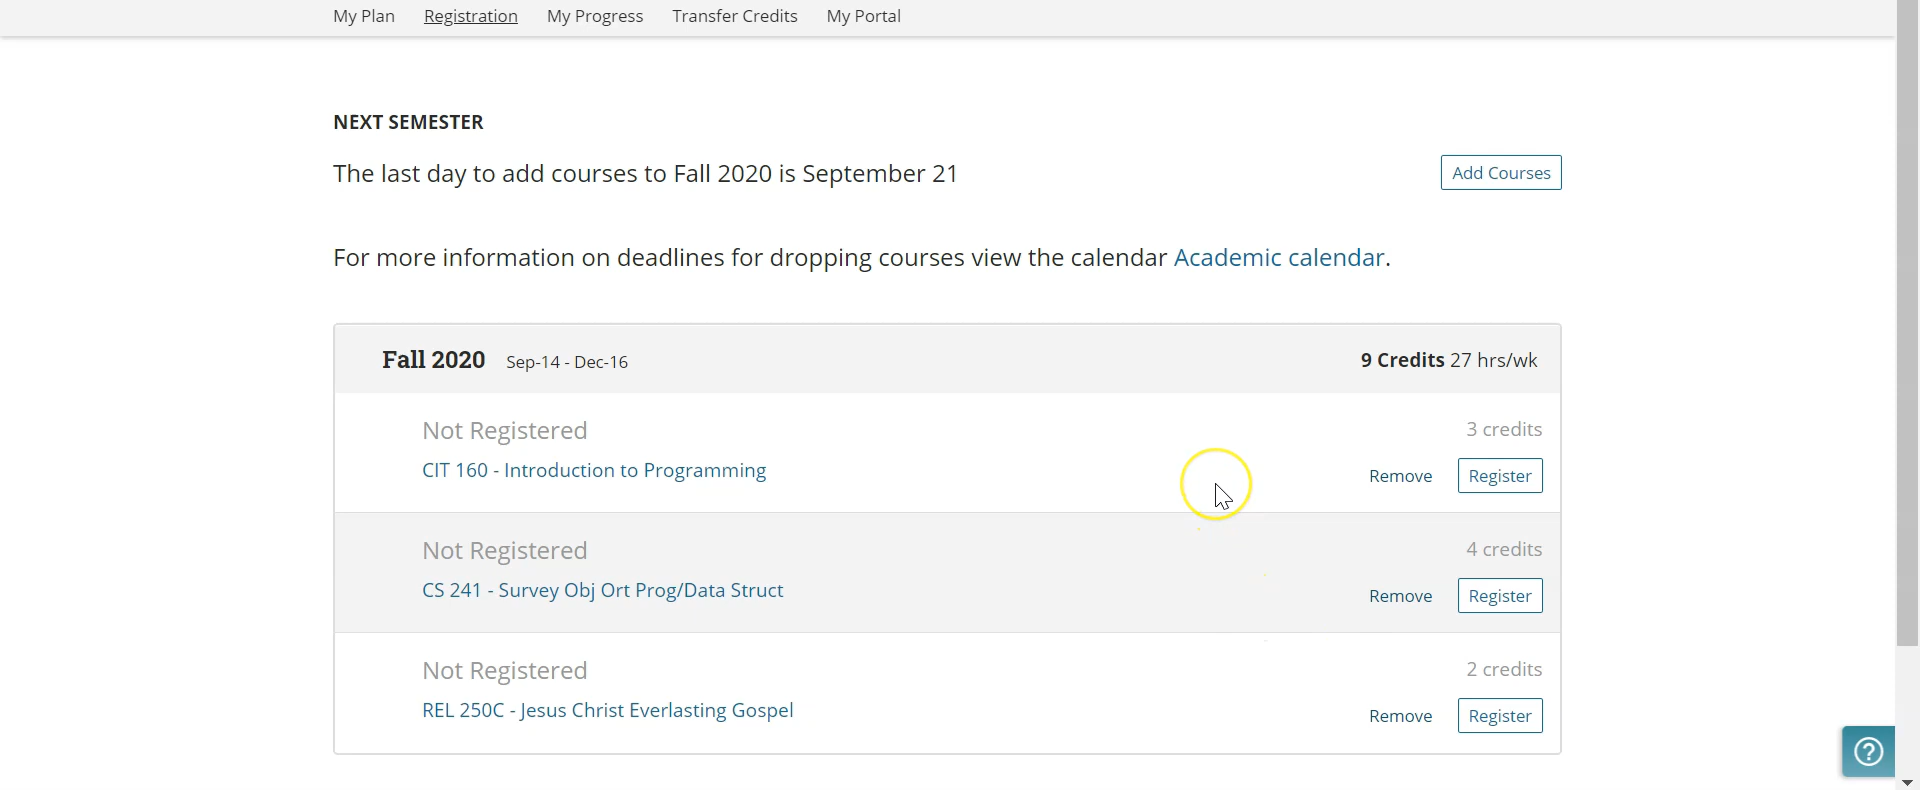 My Plan Registration My Progress Transfer Credits My Portal
NEXT SEMESTER
The last day to add courses to Fall 2020 is September 21
Add Courses
For more information on deadlines for dropping courses view the calendar Academic calendar.
Fall 2020 Sep-14 - Dec-16 9 Credits 27 hrs/wk
Not Registered 3 credits
CIT 160 - Introduction to Programming Remove Register
Not Registered 4 credits
CS 241 - Survey Obj Ort Prog/Data Struct Remove Register
Not Registered 2 credits
REL 250C - Jesus Christ Everlasting Gospel Remove Register
?